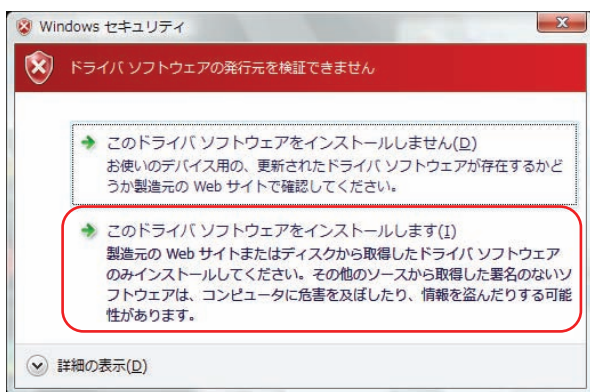 Windows セキュリティ
ドライバ ソフトウェアの発行元を検証できません
このドライバ ソフトウェアをインストールしません(D)
お使いのデバイス用の、更新されたドライバ ソフトウェアが存在するかど
うか製造元の Web サイトで確認してください。
このドライバ ソフトウェアをインストールします(I)
製造元の Web サイトまたはディスクから取得したドライバ ソフトウェア
のみインストールしてください。その他のソースから取得した署名のないソ
フトウェアは、コンピュータに危害を及ぼしたり、情報を盗んだりする可能
性があります。
詳細の表示(D)